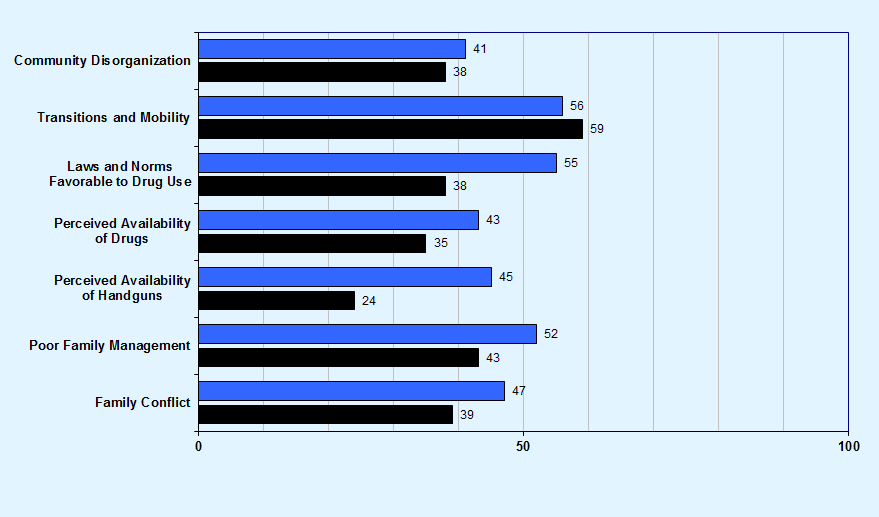 Community Disorganization
41
38
Transitions and Mobility
56
59
Laws and Norms
Favorable to Drug Use
55
38
Perceived Availability
of Drugs
43
35
Perceived Availability
of Handguns
45
24
Poor Family Management
52
43
Family Conflict
47
39
0 50 100